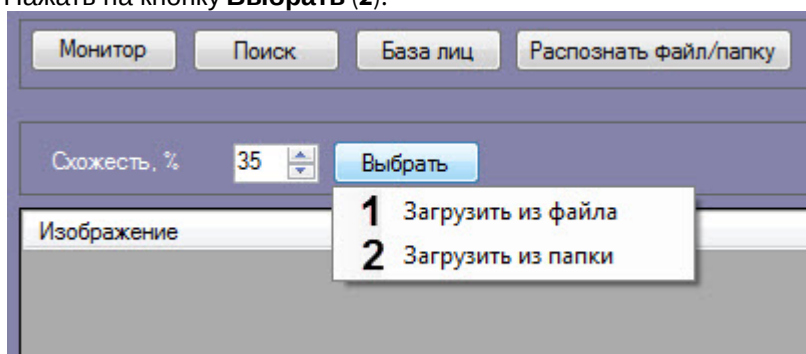 Нажать на кнопку Выбрать (2).
Монитор Поиск База лиц Распознать файл/папку
Схожесть, % 35 Выбрать
1 Загрузить из файла
Изображение
2 Загрузить из папки